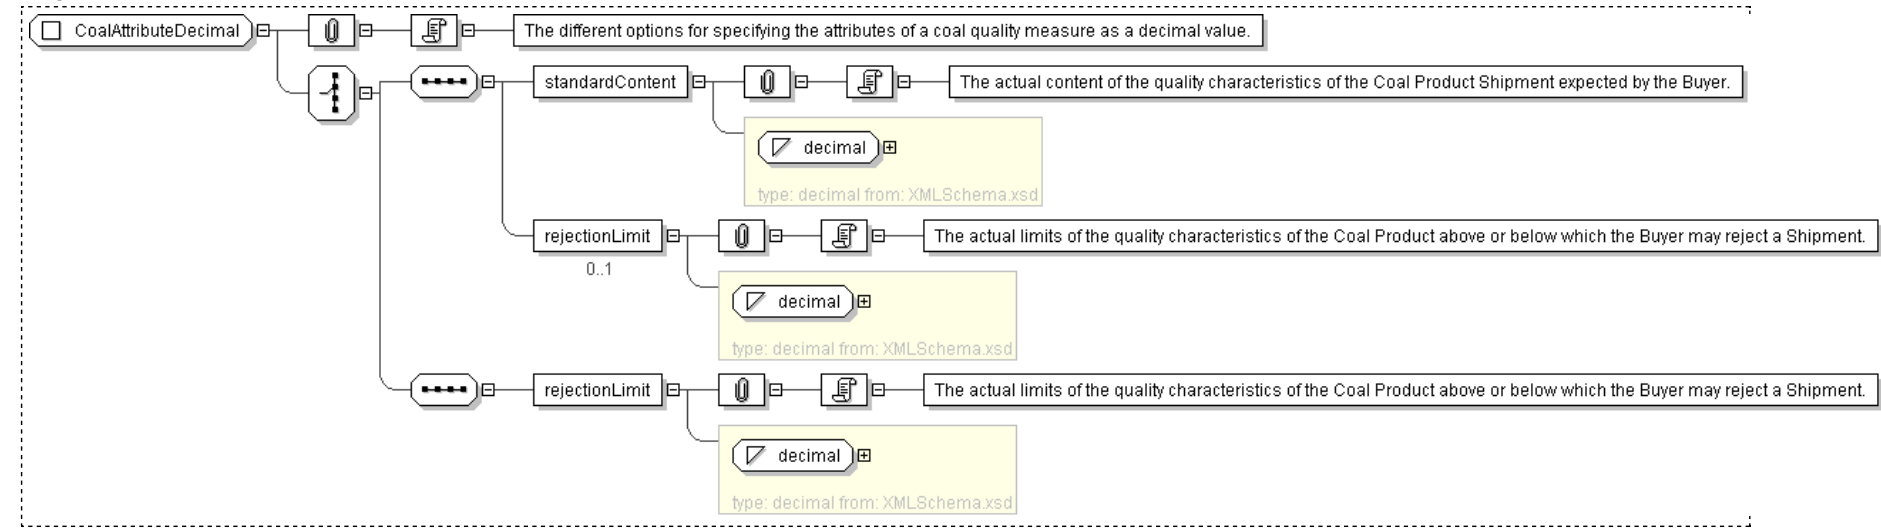 CoalAttributeDecimal
The different options for specifying the attributes of a coal quality measure as a decimal value.
standardContent
The actual content of the quality characteristics of the Coal Product Shipment expected by the Buyer.
decimal
type: decimal from: XMLSchema.xsd
rejectionLimit
The actual limits of the quality characteristics of the Coal Product above or below which the Buyer may reject a Shipment.
0..1
decimal
type: decimal from: XMLSchema.xsd
rejectionLimit
The actual limits of the quality characteristics of the Coal Product above or below which the Buyer may reject a Shipment.
decimal
type: decimal from: XMLSchema.xsd